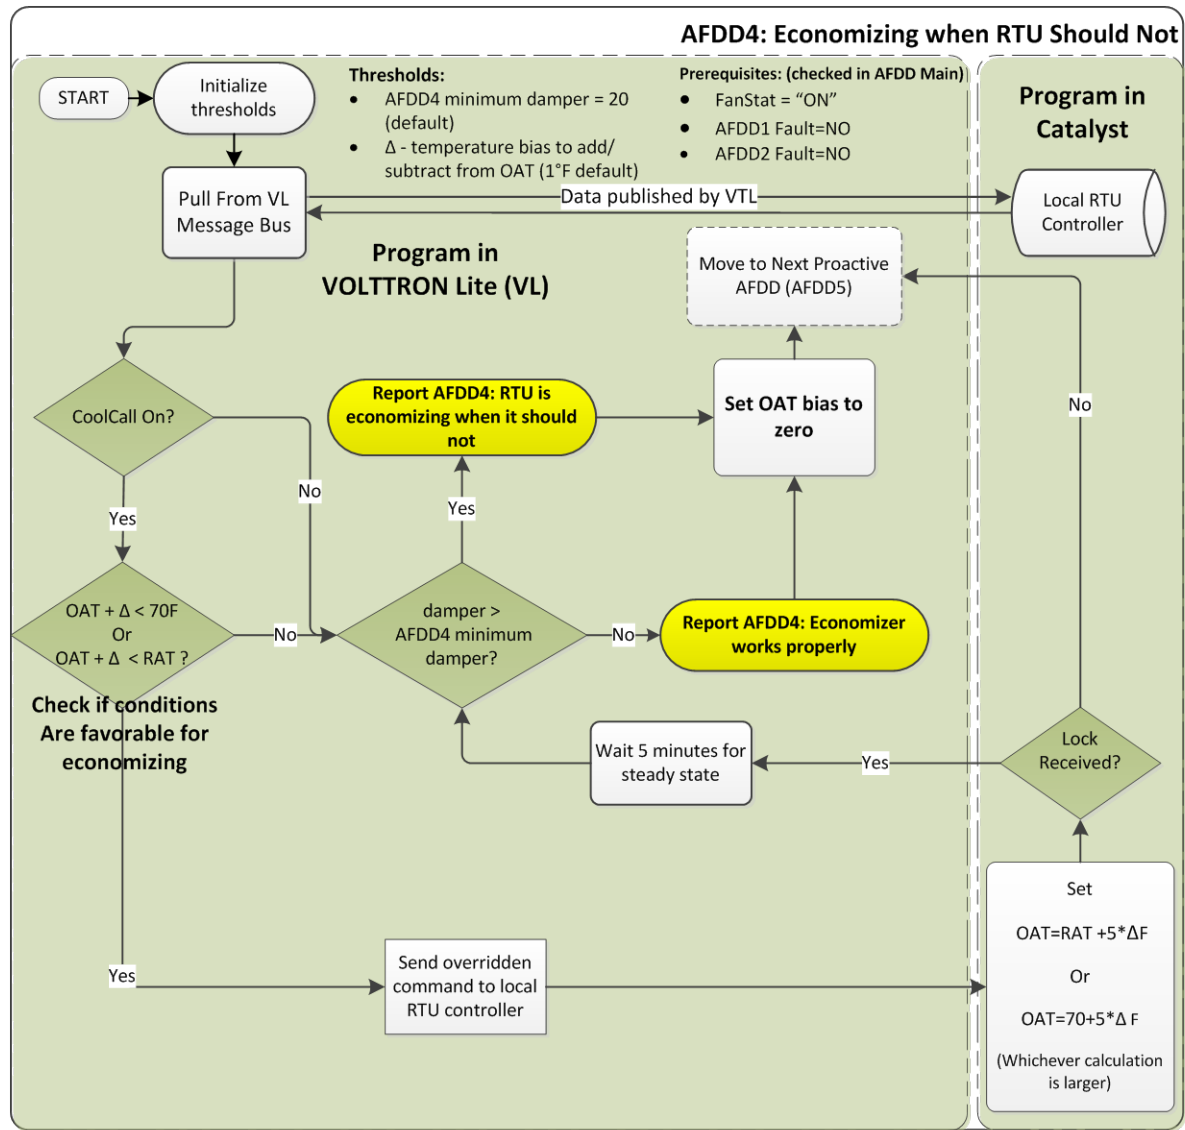 AFDD4: Economizing when RTU Should Not
START
Initialize
thresholds
Thresholds:
• AFDD4 minimum damper = 20
(default)
• Δ - temperature bias to add/
subtract from OAT (1°F default)
Prerequisites: (checked in AFDD Main)
• FanStat = “ON”
• AFDD1 Fault=NO
• AFDD2 Fault=NO
Program in
Catalyst
Pull From VL
Message Bus
Data published by VTL
Local RTU
Controller
Program in
VOLTTRON Lite (VL)
Move to Next Proactive
AFDD (AFDD5)
CoolCall On?
No
Yes
Report AFDD4: RTU is
economizing when it should
not
Set OAT bias to
zero
No
Yes
OAT + Δ < 70F
Or
OAT + Δ < RAT ?
No
damper >
AFDD4 minimum
damper?
No
Report AFDD4: Economizer
works properly
Check if conditions
Are favorable for
economizing
Wait 5 minutes for
steady state
Yes
Lock
Received?
Yes
Send overridden
command to local
RTU controller
Set
OAT=RAT +5*ΔF
Or
OAT=70+5*Δ F
(Whichever calculation
is larger)